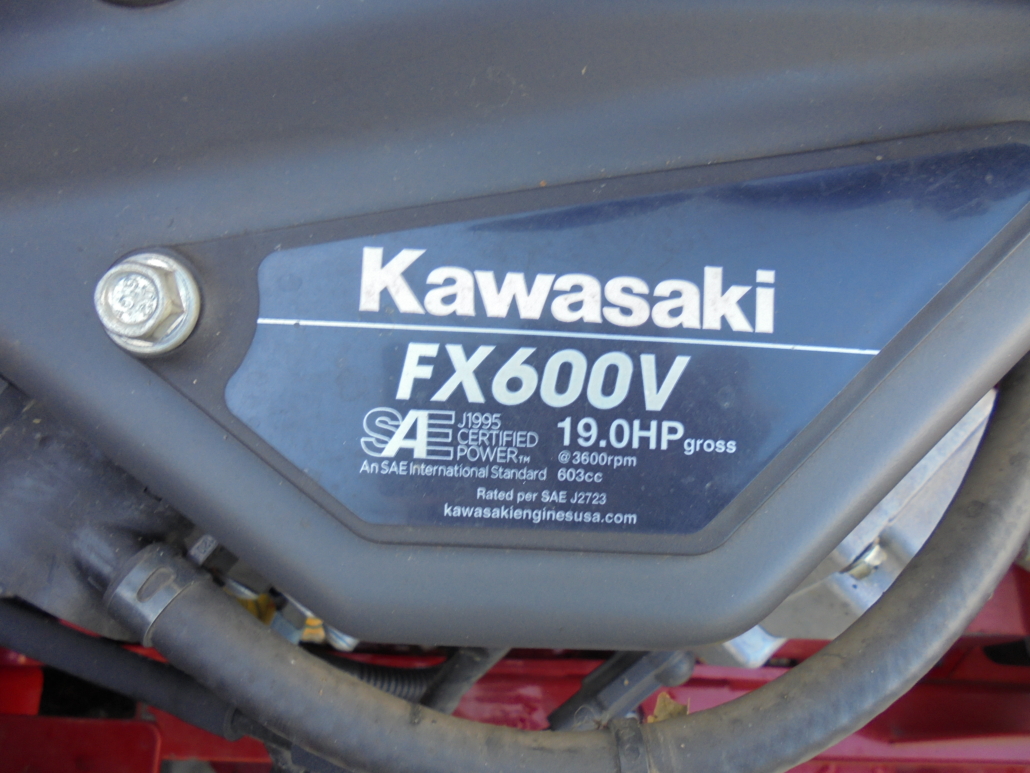 Kawasaki
FX600V
SAE J1995 CERTIFIED POWER™
An SAE International Standard
19.0HP gross
@3600rpm
603cc
Rated per SAE J2723
kawasakienginesusa.com